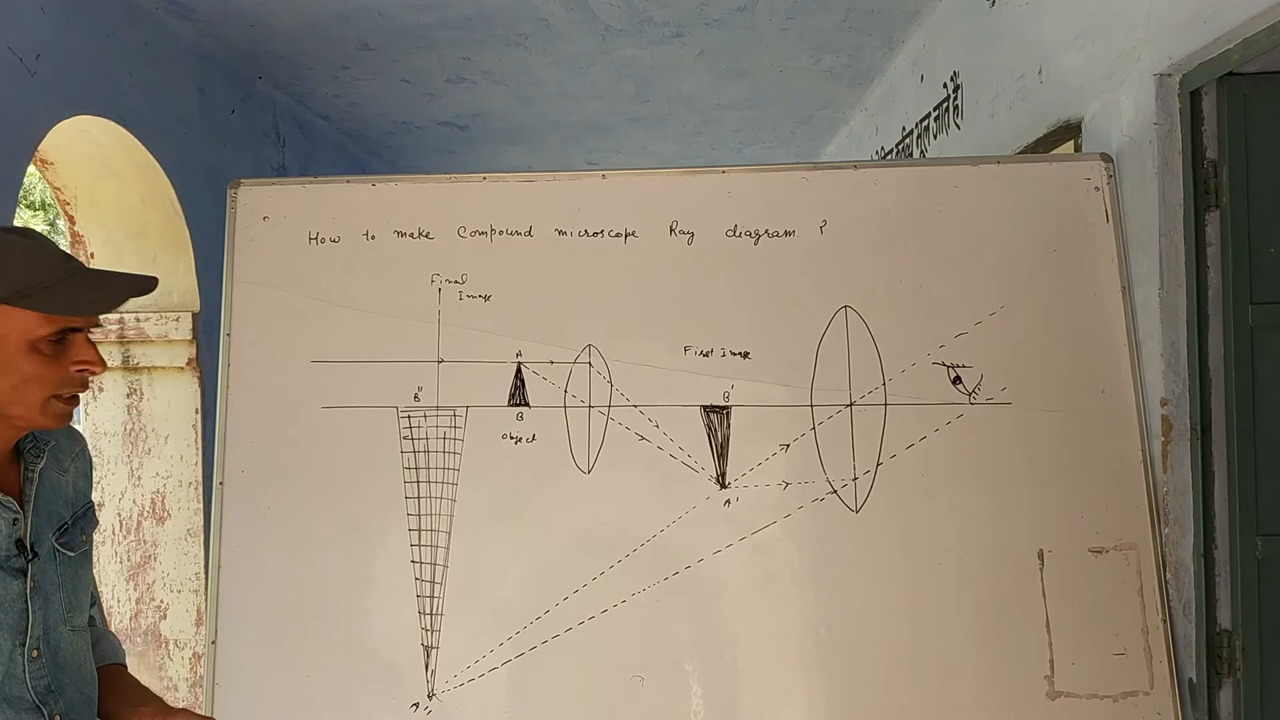 भूल जाते हैं।
How to make Compound microscope Ray diagram ?
Final
Image
A
First Image
B"
B
B'
object
A'
A"